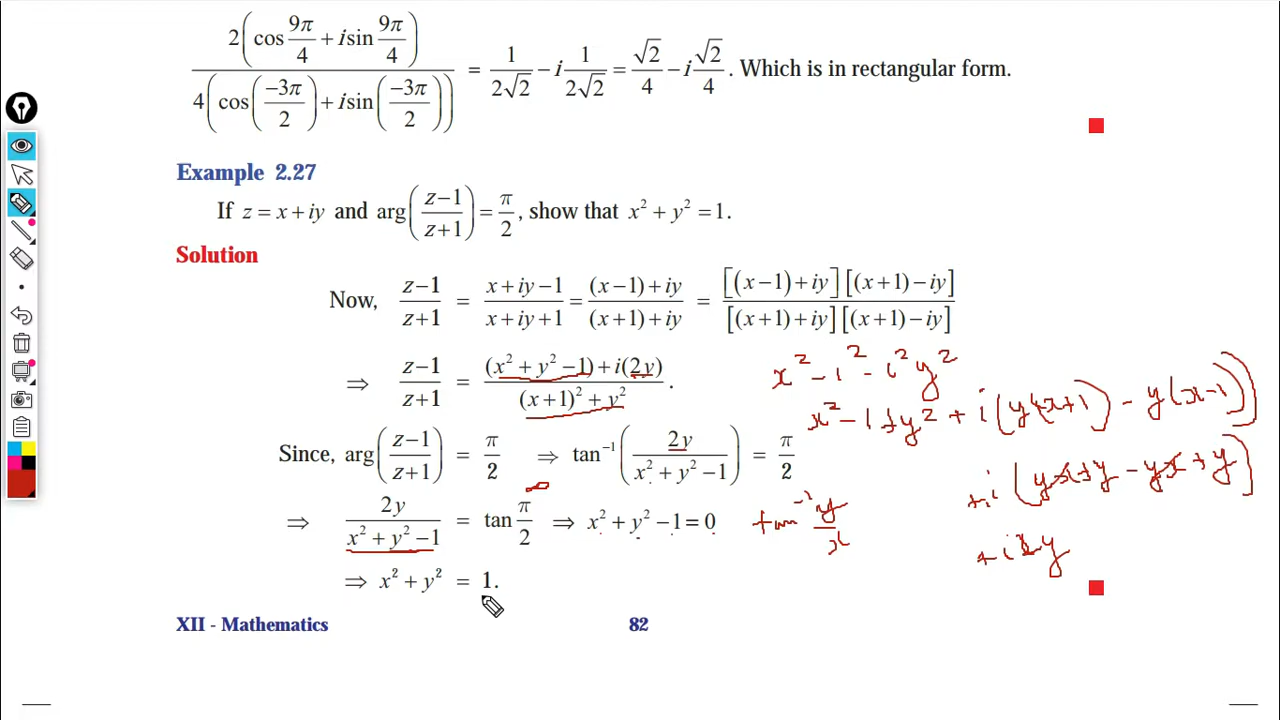 2(cos 9π/4 + i sin 9π/4) / 4(cos(−3π/2) + i sin(−3π/2)) = 1/2√2 − i 1/2√2 = √2/4 − i √2/4 . Which is in rectangular form.
Example 2.27
If z = x + iy and arg((z−1)/(z+1)) = π/2, show that x² + y² = 1.
Solution
Now, (z−1)/(z+1) = (x+iy−1)/(x+iy+1) = ((x−1)+iy)/((x+1)+iy) = [(x−1)+iy][(x+1)−iy] / [(x+1)+iy][(x+1)−iy]
⇒ (z−1)/(z+1) = ((x²+y²−1)+i(2y)) / ((x+1)²+y²) .
x² − 1² − i²y²
x² − 1 + y² + i(y(x+1) − y(x−1))
Since, arg((z−1)/(z+1)) = π/2 ⇒ tan⁻¹(2y/(x²+y²−1)) = π/2
+i(yx+y − yx+y)
⇒ 2y/(x²+y²−1) = tan π/2 ⇒ x² + y² −1 = 0
tan⁻¹ y/x
+i2y
⇒ x² + y² = 1.
XII - Mathematics 82